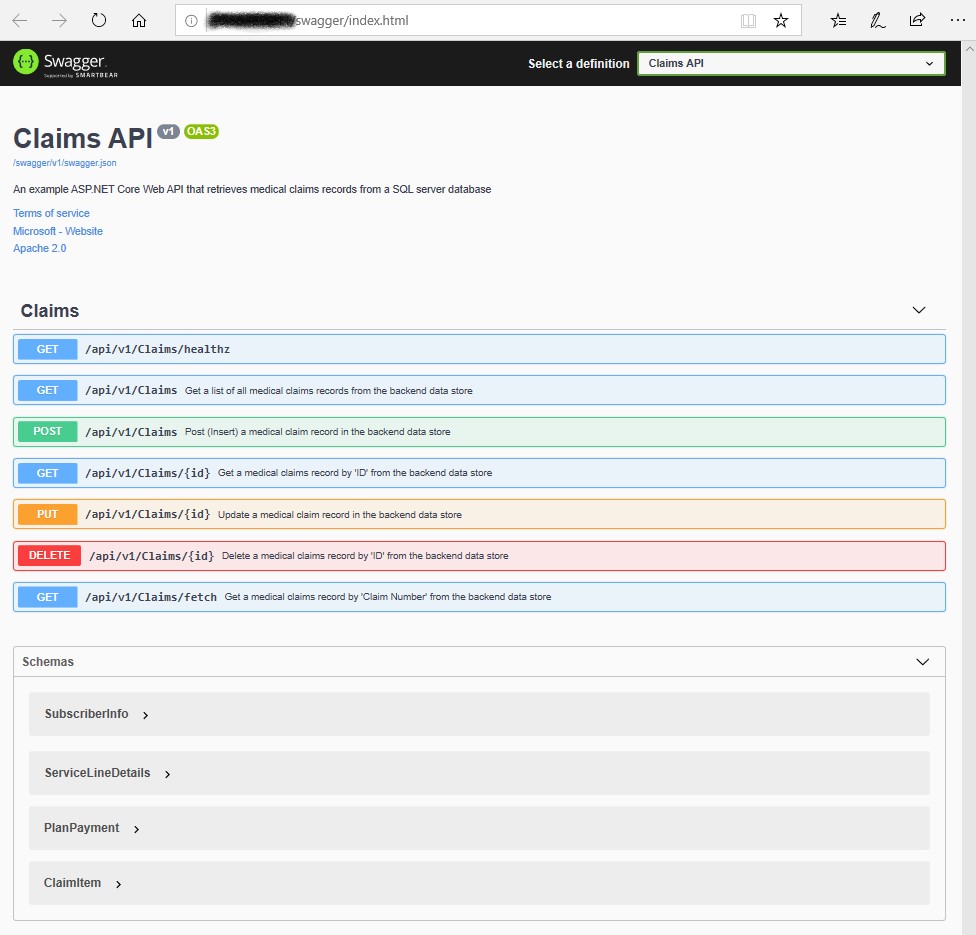 swagger/index.html
Swagger.
Supported by SMARTBEAR
Select a definition
Claims API
Claims API v1 OAS3
/swagger/v1/swagger.json
An example ASP.NET Core Web API that retrieves medical claims records from a SQL server database
Terms of service
Microsoft - Website
Apache 2.0
Claims
GET /api/v1/Claims/healthz
GET /api/v1/Claims Get a list of all medical claims records from the backend data store
POST /api/v1/Claims Post (Insert) a medical claim record in the backend data store
GET /api/v1/Claims/{id} Get a medical claims record by 'ID' from the backend data store
PUT /api/v1/Claims/{id} Update a medical claim record in the backend data store
DELETE /api/v1/Claims/{id} Delete a medical claims record by 'ID' from the backend data store
GET /api/v1/Claims/fetch Get a medical claims record by 'Claim Number' from the backend data store
Schemas
SubscriberInfo
ServiceLineDetails
PlanPayment
ClaimItem